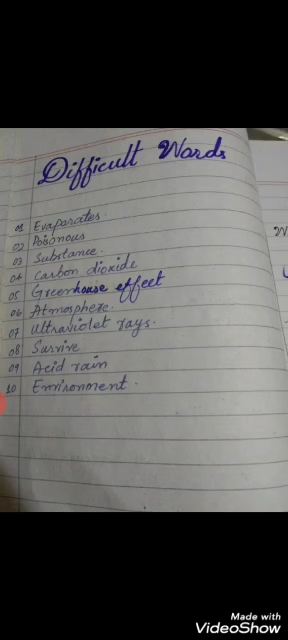 Difficult Words
01 Evaporates.
02 Poisonous
03 Substance.
04 Carbon dioxide
05 Greenhouse effect
06 Atmosphere.
07 Ultraviolet rays.
08 Survive
09 Acid rain
10 Environment.
Made with
VideoShow